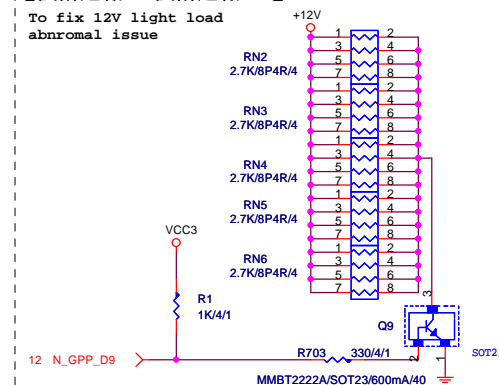 To fix 12V light load
abnromal issue
+12V
1 2
3 4
RN2 5 6
2.7K/8P4R/4 7 8
1 2
3 4
RN3 5 6
2.7K/8P4R/4 7 8
1 2
3 4
RN4 5 6
2.7K/8P4R/4 7 8
1 2
3 4
RN5 5 6
2.7K/8P4R/4 7 8
1 2
3 4
RN6 5 6
2.7K/8P4R/4 7 8
VCC3
R1
1K/4/1
3
Q9
SOT2
12 N_GPP_D9
R703 330/4/1 2 1
MMBT2222A/SOT23/600mA/40